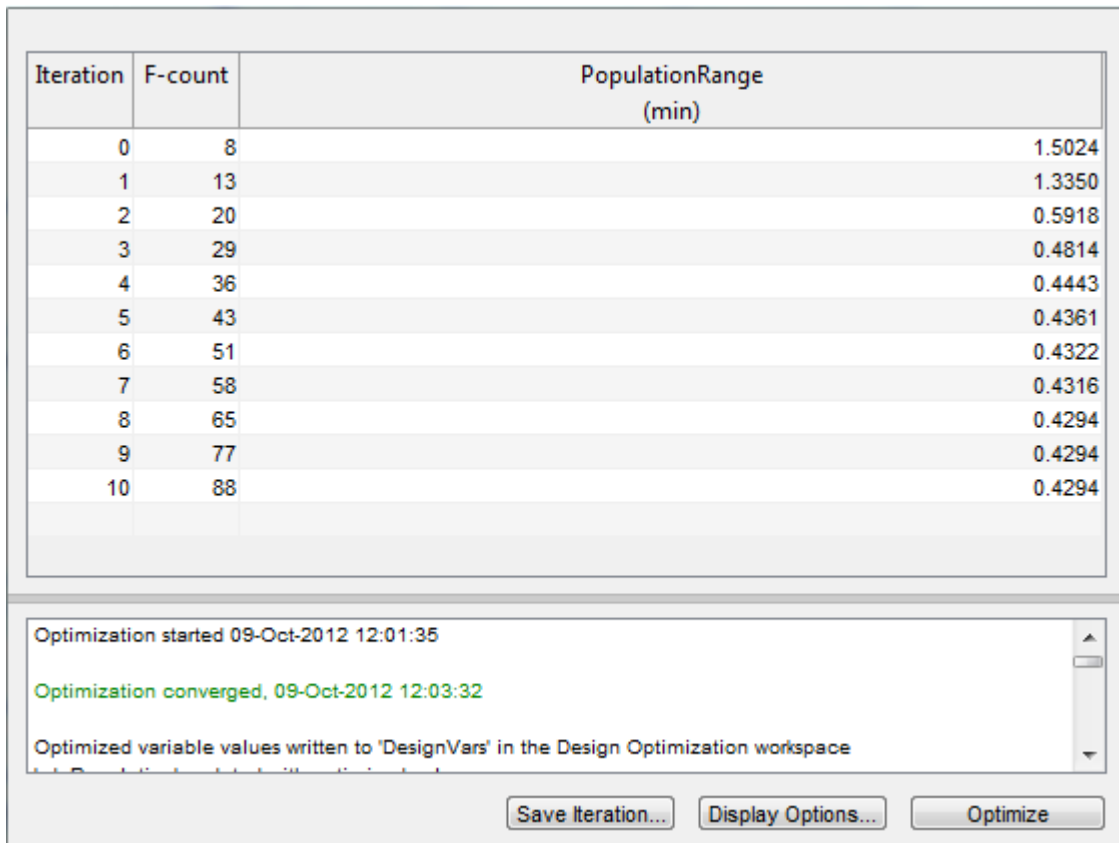 Iteration F-count PopulationRange
(min)
0 8 1.5024
1 13 1.3350
2 20 0.5918
3 29 0.4814
4 36 0.4443
5 43 0.4361
6 51 0.4322
7 58 0.4316
8 65 0.4294
9 77 0.4294
10 88 0.4294
Optimization started 09-Oct-2012 12:01:35
Optimization converged, 09-Oct-2012 12:03:32
Optimized variable values written to 'DesignVars' in the Design Optimization workspace
Save Iteration... Display Options... Optimize